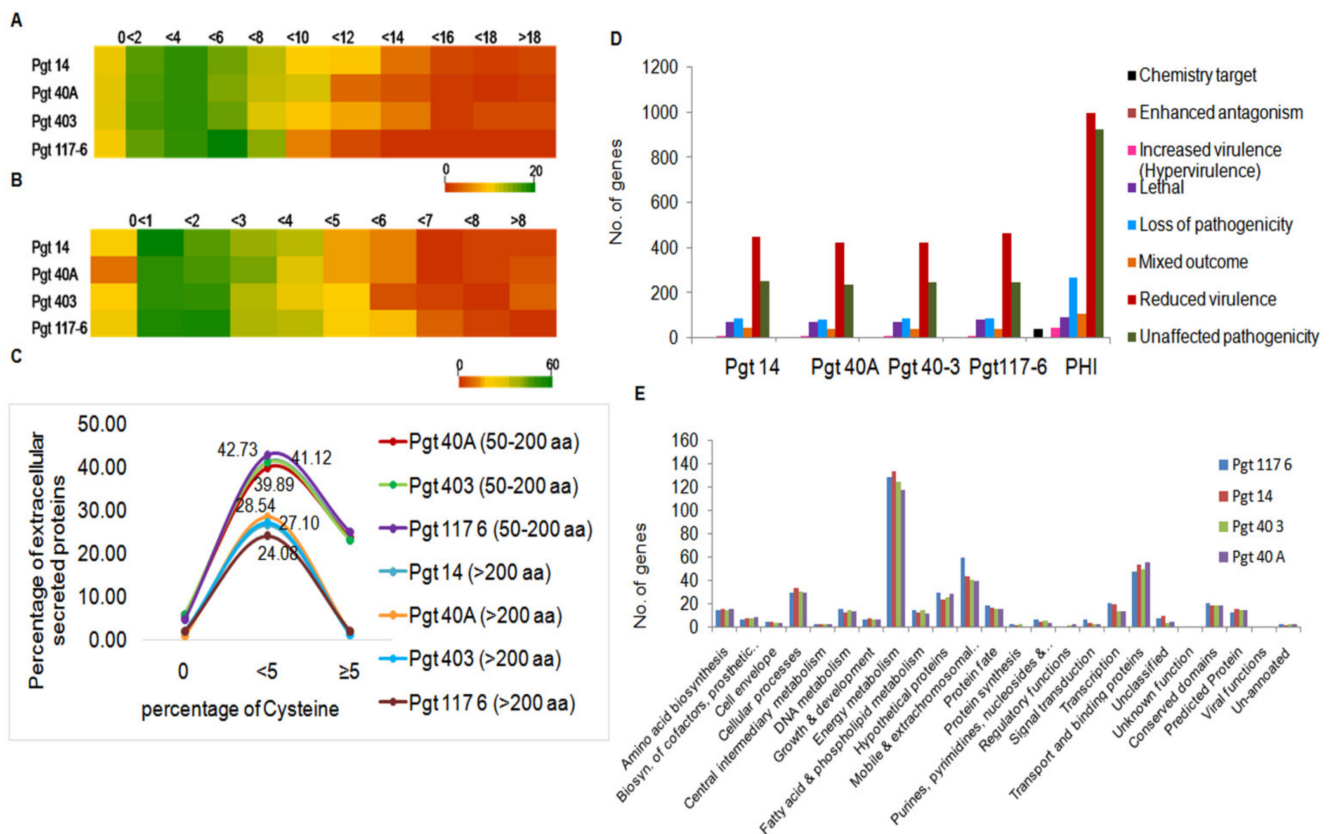 A
0 <2 <4 <6 <8 <10 <12 <14 <16 <18 >18
Pgt 14
Pgt 40A
Pgt 403
Pgt 117-6
0 20
B
0 <1 <2 <3 <4 <5 <6 <7 <8 >8
Pgt 14
Pgt 40A
Pgt 403
Pgt 117-6
0 60
C
Percentage of extracellular
secreted proteins
50.00
40.00
30.00
20.00
10.00
0.00
42.73
41.12
39.89
28.54
27.10
24.08
0 <5 ≥5
percentage of Cysteine
Pgt 40A (50-200 aa)
Pgt 403 (50-200 aa)
Pgt 117 6 (50-200 aa)
Pgt 14 (>200 aa)
Pgt 40A (>200 aa)
Pgt 403 (>200 aa)
Pgt 117 6 (>200 aa)
D
No. of genes
1200
1000
800
600
400
200
0
Pgt 14 Pgt 40A Pgt 40-3 Pgt117-6 PHI
Chemistry target
Enhanced antagonism
Increased virulence
(Hypervirulence)
Lethal
Loss of pathogenicity
Mixed outcome
Reduced virulence
Unaffected pathogenicity
E
No. of genes
160
140
120
100
80
60
40
20
0
Pgt 117 6
Pgt 14
Pgt 40 3
Pgt 40 A
Amino acid biosynthesis
Biosyn. of cofactors, prosthetic..
Cell envelope
Cellular processes
Central intermediary metabolism
DNA metabolism
Growth & development
Energy metabolism
Fatty acid & phospholipid metabolism
Hypothetical proteins
Mobile & extrachromosomal..
Protein fate
Protein synthesis
Purines, pyrimidines, nucleosides &..
Regulatory functions
Signal transduction
Transcription
Transport and binding proteins
Unclassified
Unknown function
Conserved domains
Predicted Protein
Viral functions
Un-annoated